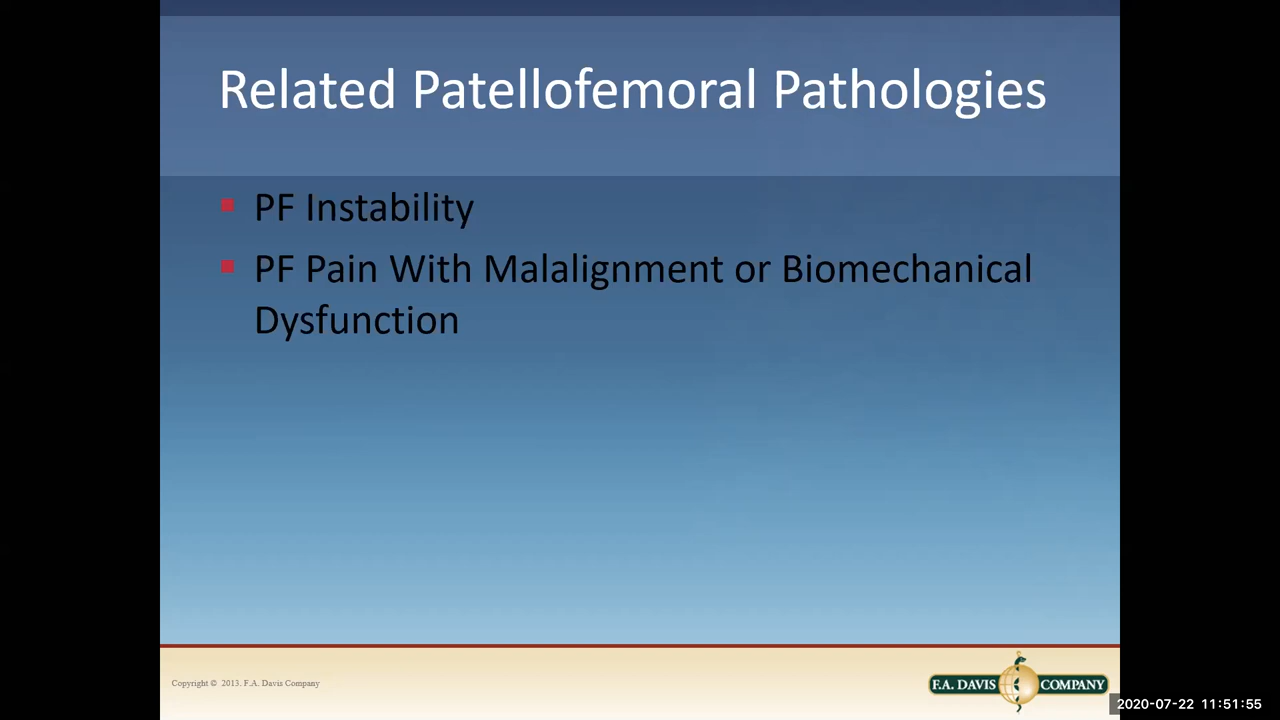 Related Patellofemoral Pathologies
PF Instability
PF Pain With Malalignment or Biomechanical
Dysfunction
Copyright © 2013. F.A. Davis Company
F.A. DAVIS COMPANY
2020-07-22 11:51:55